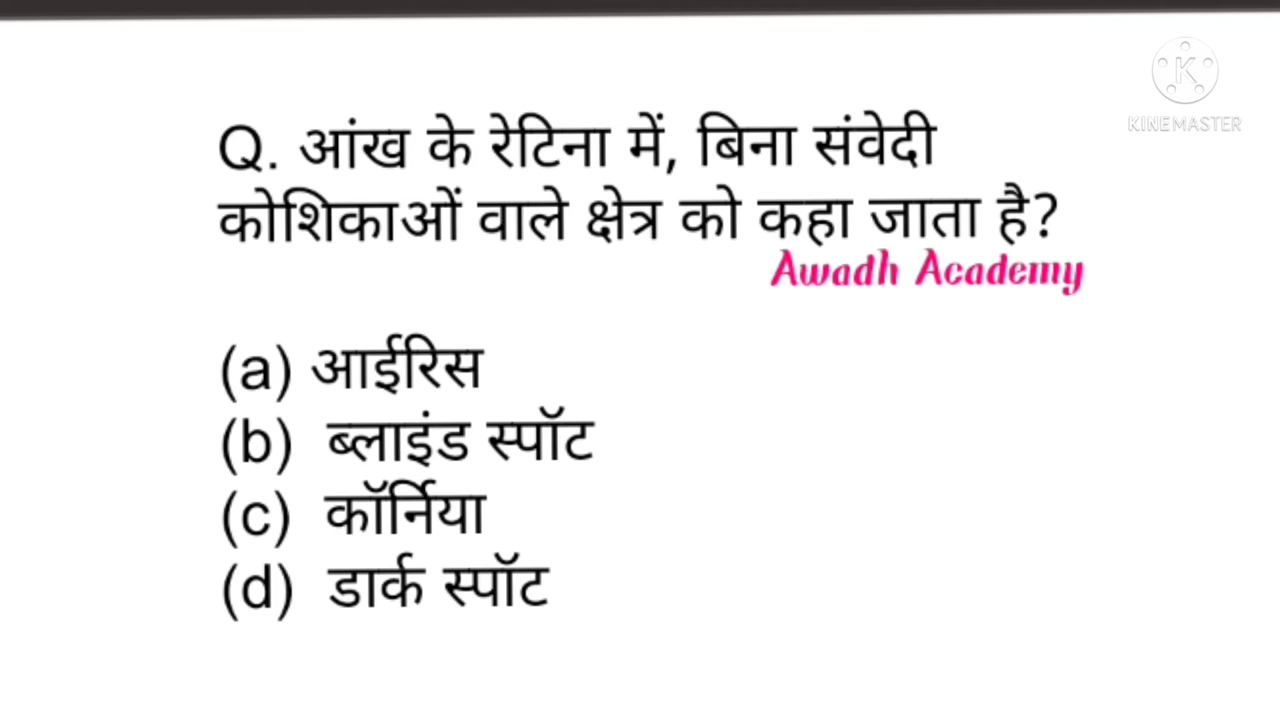 KINEMASTER
Q. आंख के रेटिना में, बिना संवेदी
कोशिकाओं वाले क्षेत्र को कहा जाता है?
Awadh Academy
(a) आईरिस
(b) ब्लाइंड स्पॉट
(c) कॉर्निया
(d) डार्क स्पॉट